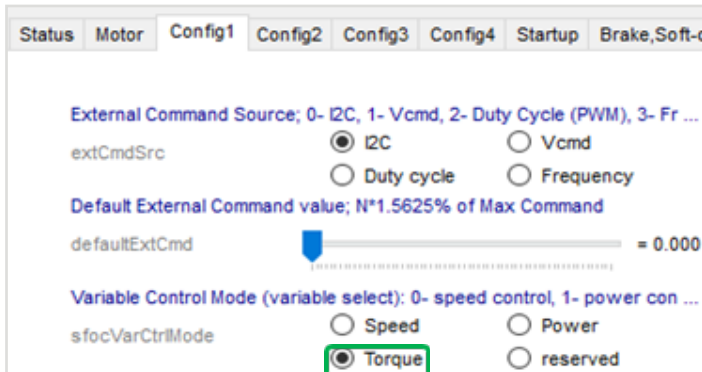 Status Motor Config1 Config2 Config3 Config4 Startup Brake,Soft-
External Command Source; 0- I2C, 1- Vcmd, 2- Duty Cycle (PWM), 3- Fr ...
extCmdSrc
I2C Vcmd
Duty cycle Frequency
Default External Command value; N*1.5625% of Max Command
defaultExtCmd = 0.000
Variable Control Mode (variable select): 0- speed control, 1- power con ...
sfocVarCtrlMode
Speed Power
Torque reserved